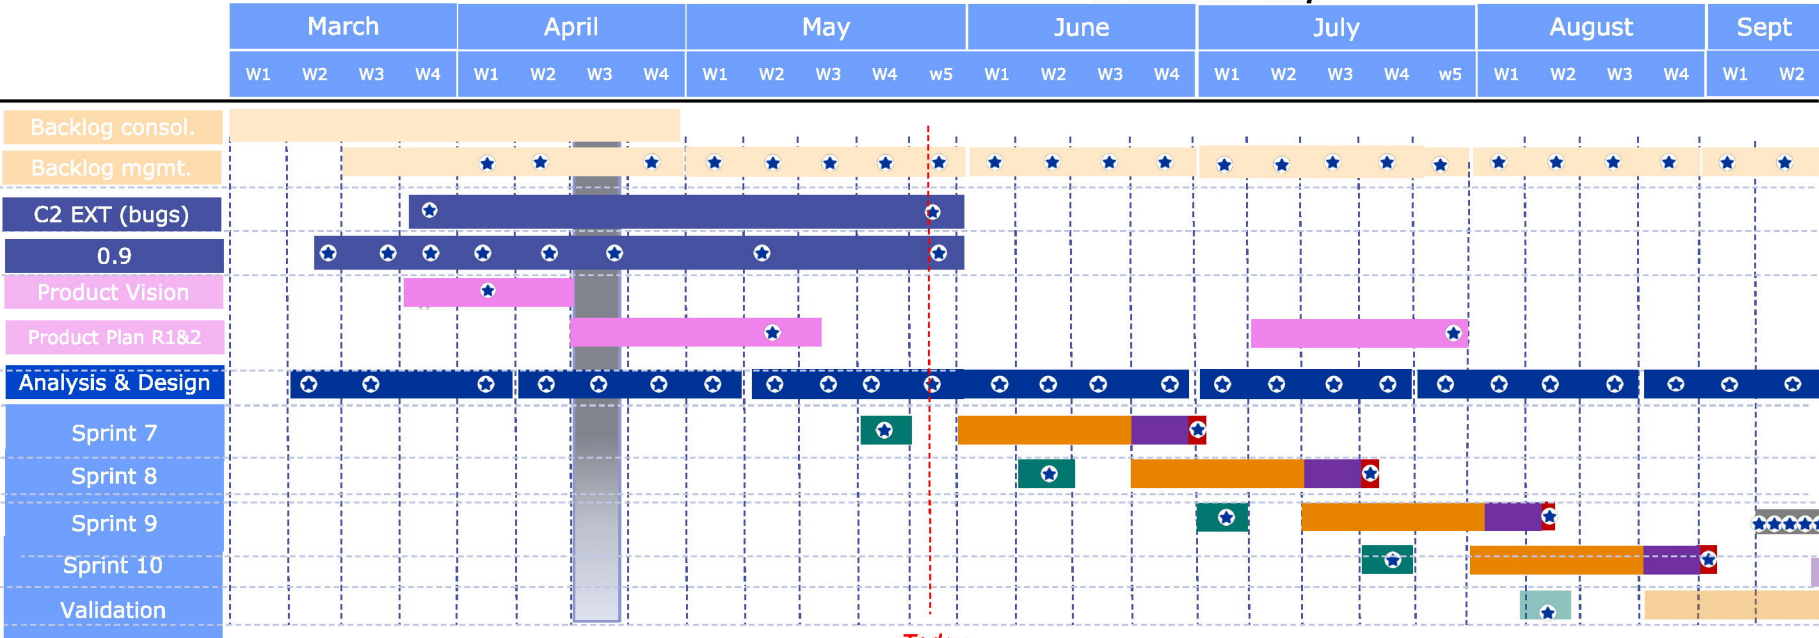 March April May June July August Sept
W1 W2 W3 W4 W1 W2 W3 W4 W1 W2 W3 W4 w5 W1 W2 W3 W4 W1 W2 W3 W4 w5 W1 W2 W3 W4 W1 W2
Backlog consol.
Backlog mgmt.
C2 EXT (bugs)
0.9
Product Vision
Product Plan R1&2
Analysis & Design
Sprint 7
Sprint 8
Sprint 9
Sprint 10
Validation